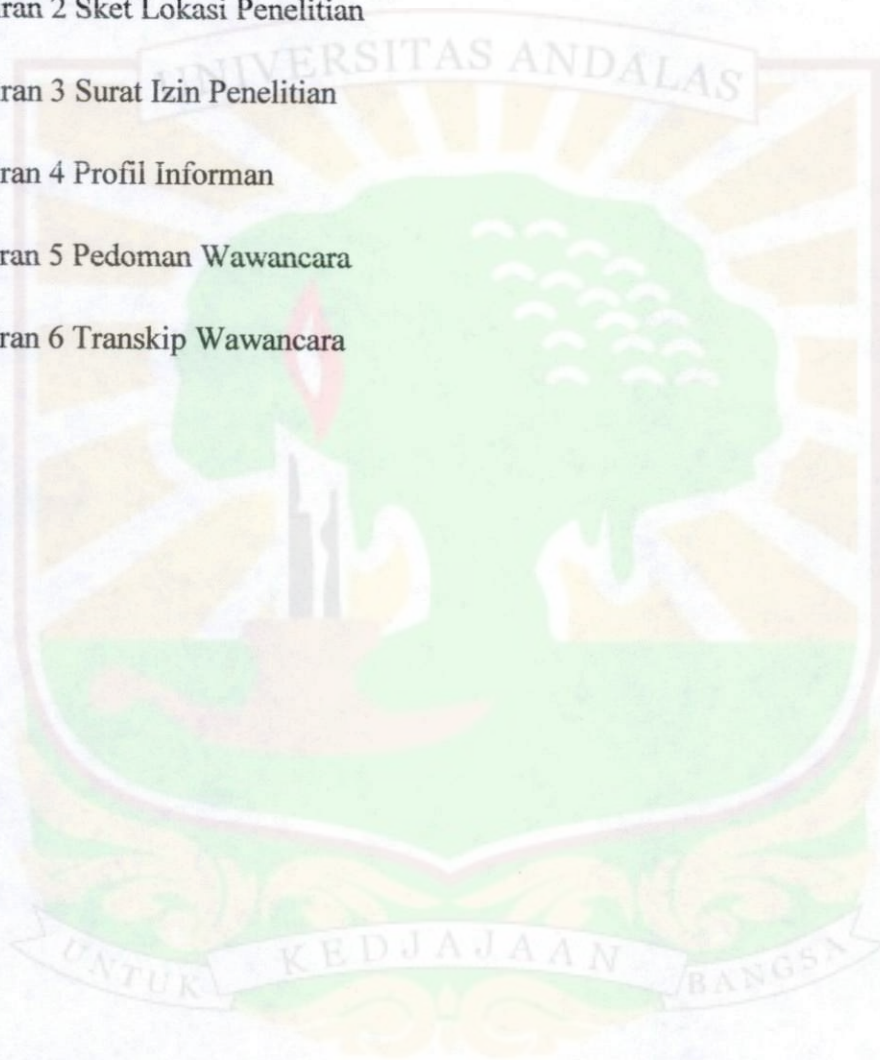 ran 2 Sket Lokasi Penelitian
UNIVERSITAS ANDALAS
ran 3 Surat Izin Penelitian
ran 4 Profil Informan
ran 5 Pedoman Wawancara
ran 6 Transkip Wawancara
UNTUK KEDJAJAAN BANGSA